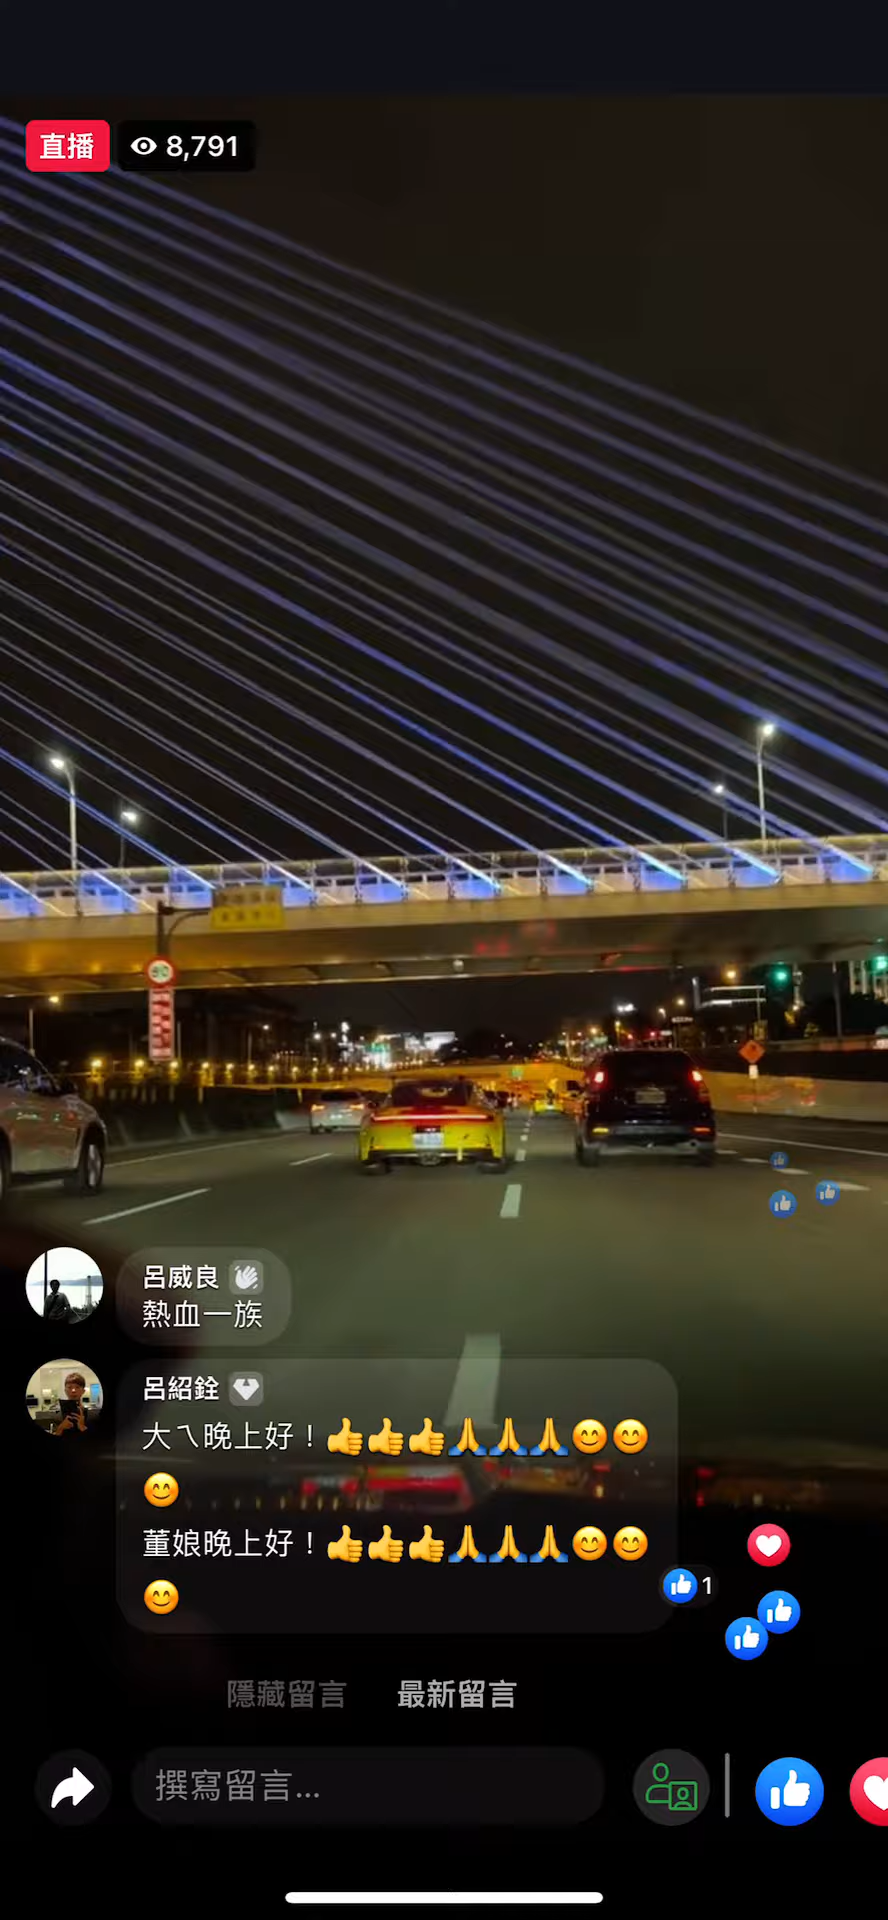 直播
8,791
呂威良
熱血一族
呂紹銓
大ㄟ晚上好！👍👍👍🙏🙏🙏😊😊
😊
董娘晚上好！👍👍👍🙏🙏🙏😊😊
😊
1
隱藏留言 最新留言
撰寫留言...